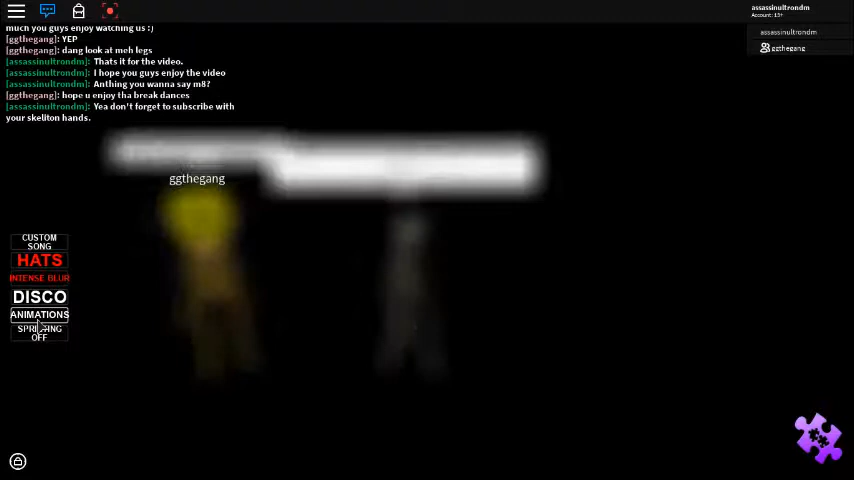 assassinultrondm
Account: 13+
assassinultrondm
ggthegang
much you guys enjoy watching us :)
[ggthegang]: YEP
[ggthegang]: dang look at meh legs
[assassinultrondm]: Thats it for the video.
[assassinultrondm]: I hope you guys enjoy the video
[assassinultrondm]: Anthing you wanna say m8?
[ggthegang]: hope u enjoy tha break dances
[assassinultrondm]: Yea don't forget to subscribe with
your skeliton hands.
ggthegang
CUSTOM
SONG
HATS
INTENSE BLUR
DISCO
ANIMATIONS
OFF